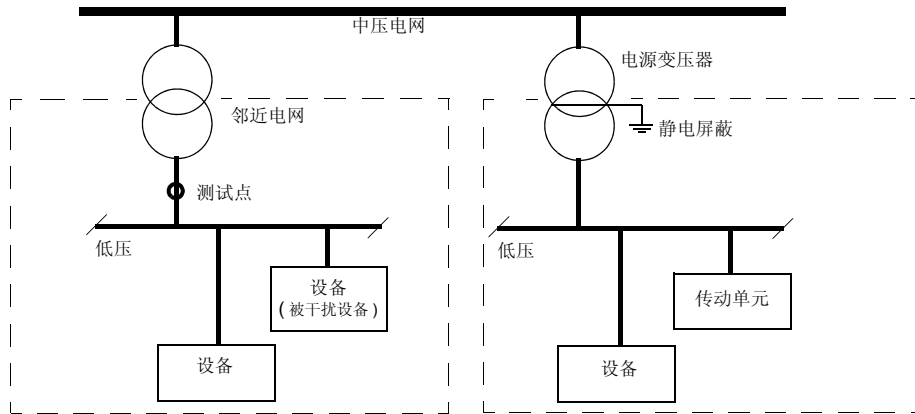 中压电网
电源变压器
邻近电网
静电屏蔽
测试点
低压
低压
设备
(被干扰设备)
传动单元
设备
设备